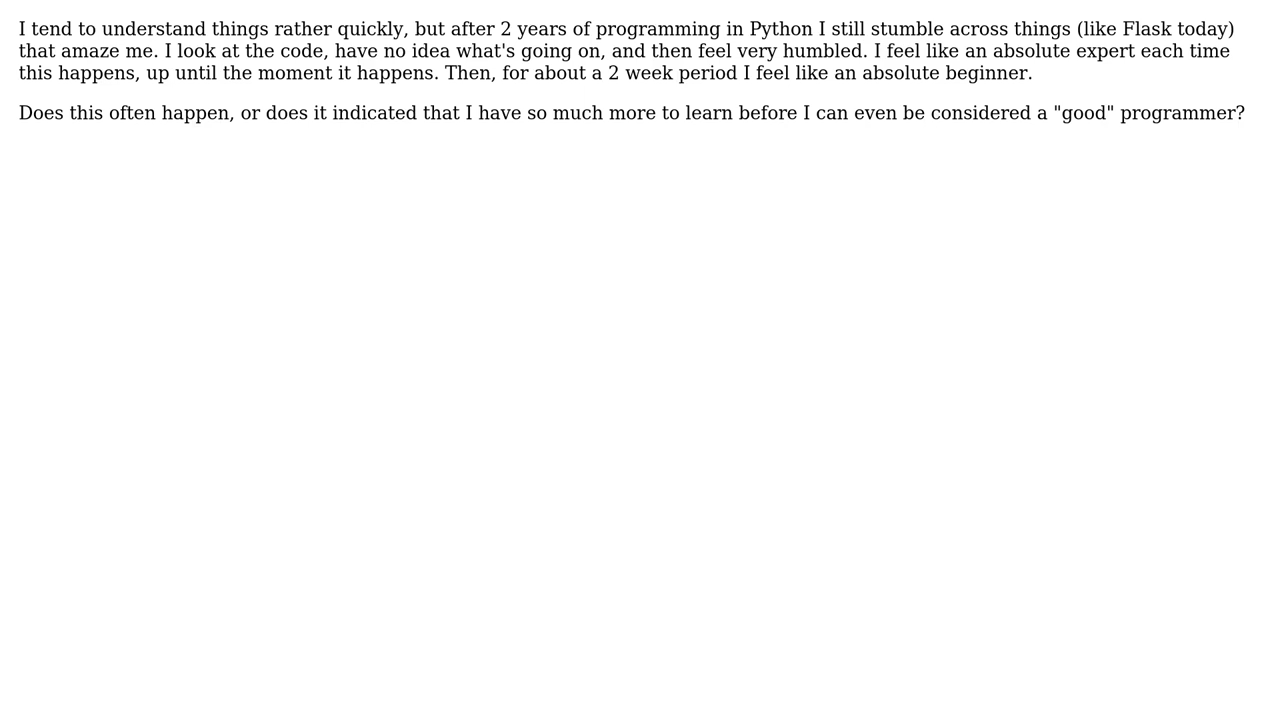 I tend to understand things rather quickly, but after 2 years of programming in Python I still stumble across things (like Flask today)
that amaze me. I look at the code, have no idea what's going on, and then feel very humbled. I feel like an absolute expert each time
this happens, up until the moment it happens. Then, for about a 2 week period I feel like an absolute beginner.
Does this often happen, or does it indicated that I have so much more to learn before I can even be considered a "good" programmer?